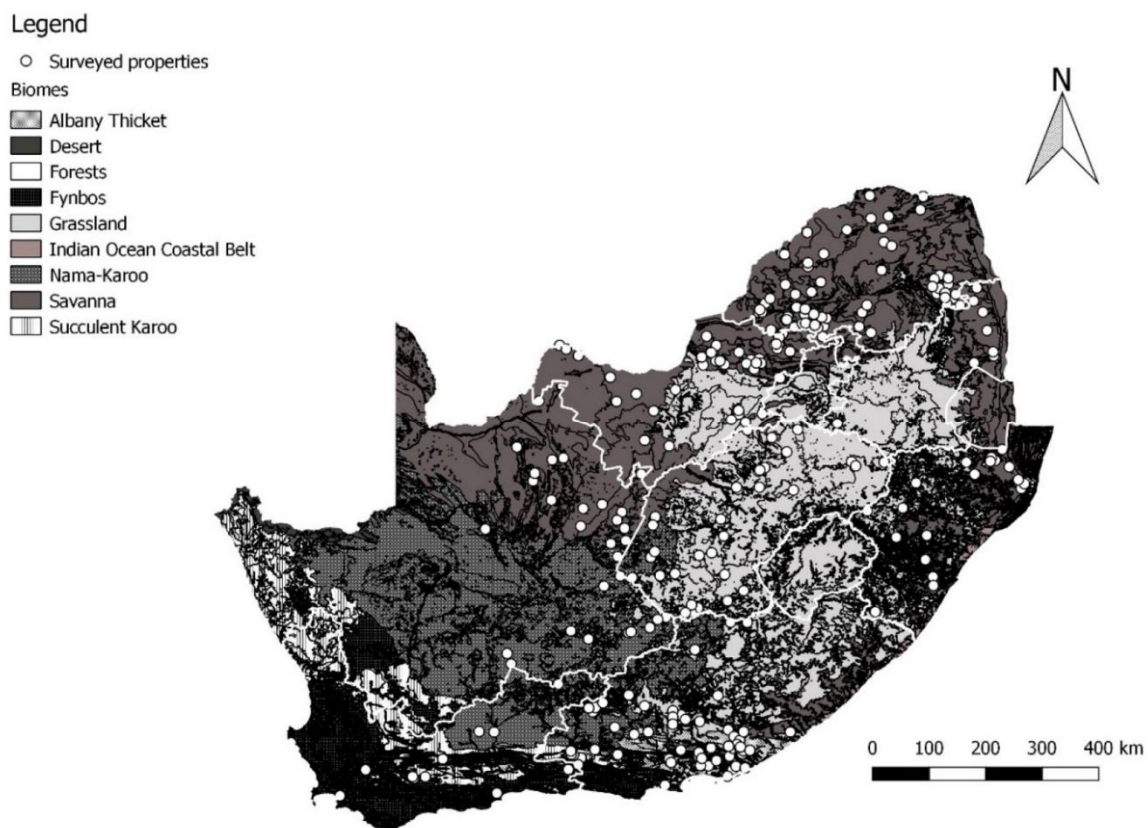 Legend
Surveyed properties
Biomes
Albany Thicket
Desert
Forests
Fynbos
Grassland
Indian Ocean Coastal Belt
Nama-Karoo
Savanna
Succulent Karoo
N
0 100 200 300 400 km